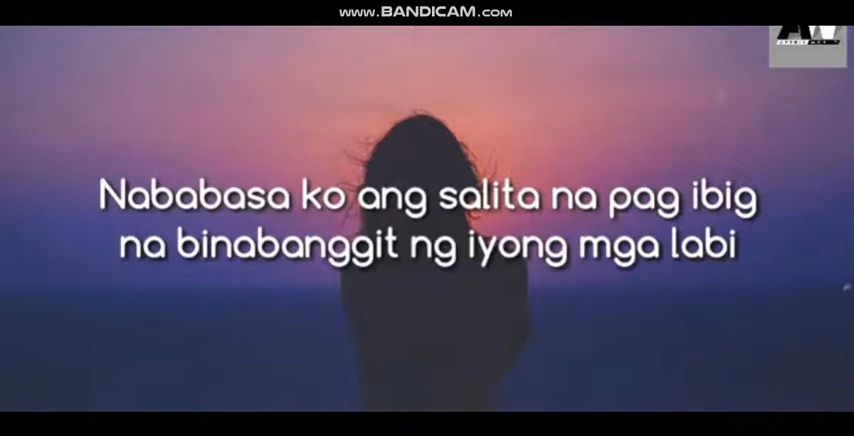 www.BANDICAM.com
Nababasa ko ang salita na pag ibig
na binabanggit ng iyong mga labi